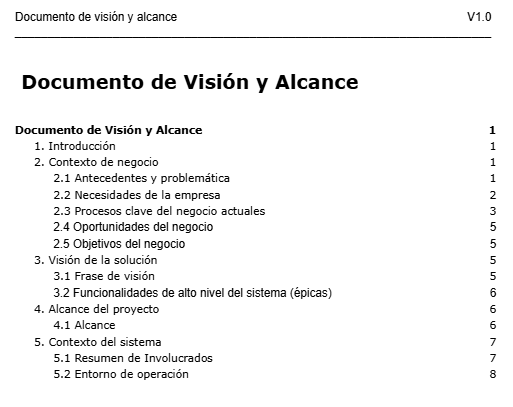 Documento de visión y alcance V1.0
Documento de Visión y Alcance
Documento de Visión y Alcance 1
1. Introducción 1
2. Contexto de negocio 1
2.1 Antecedentes y problemática 1
2.2 Necesidades de la empresa 2
2.3 Procesos clave del negocio actuales 3
2.4 Oportunidades del negocio 5
2.5 Objetivos del negocio 5
3. Visión de la solución 5
3.1 Frase de visión 5
3.2 Funcionalidades de alto nivel del sistema (épicas) 6
4. Alcance del proyecto 6
4.1 Alcance 6
5. Contexto del sistema 7
5.1 Resumen de Involucrados 7
5.2 Entorno de operación 8